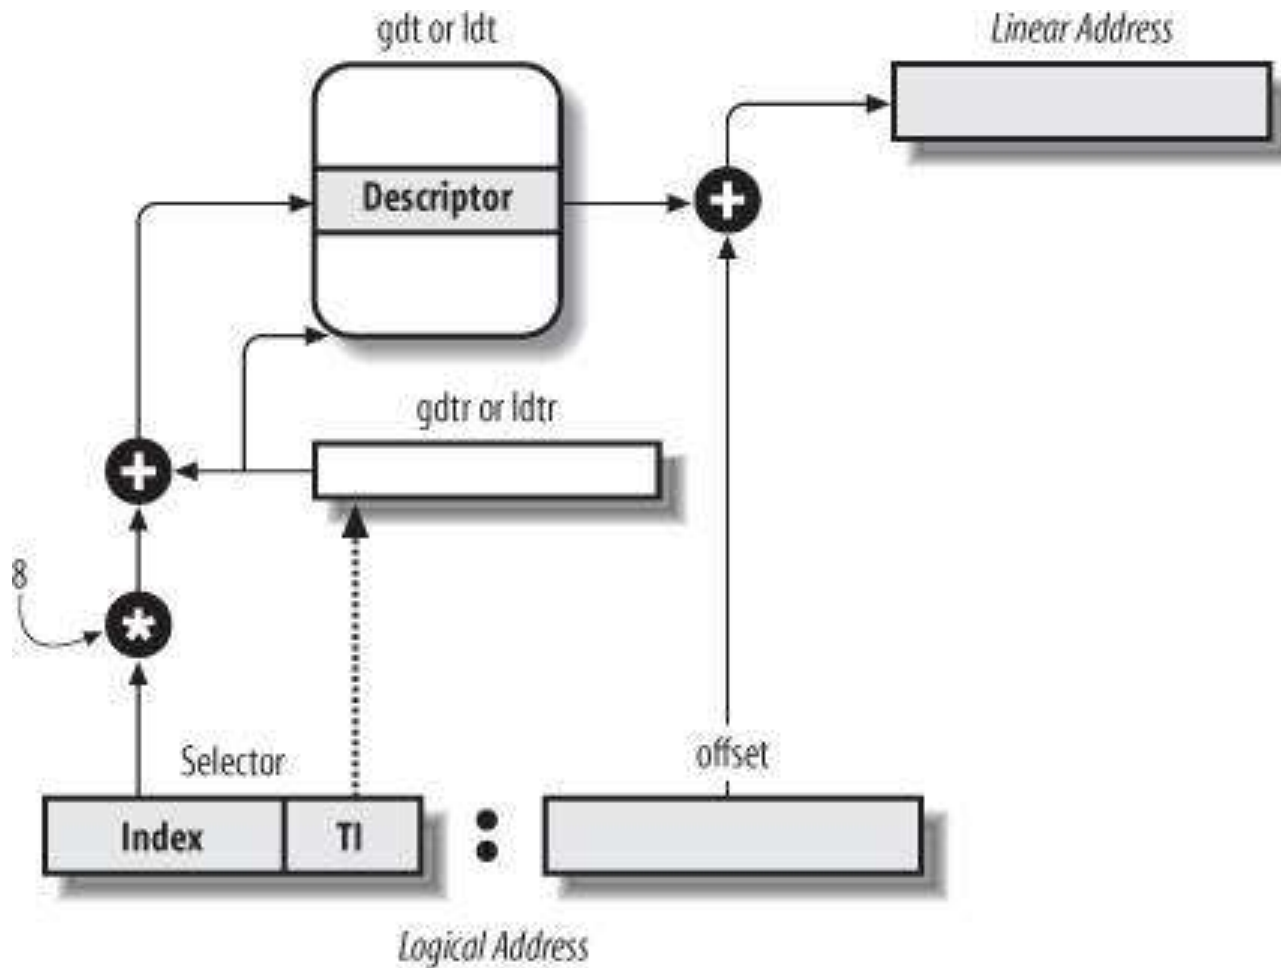 gdt or ldt
Linear Address
Descriptor
+
gdtr or ldtr
+
8
*
Selector
offset
Index
TI
:
Logical Address